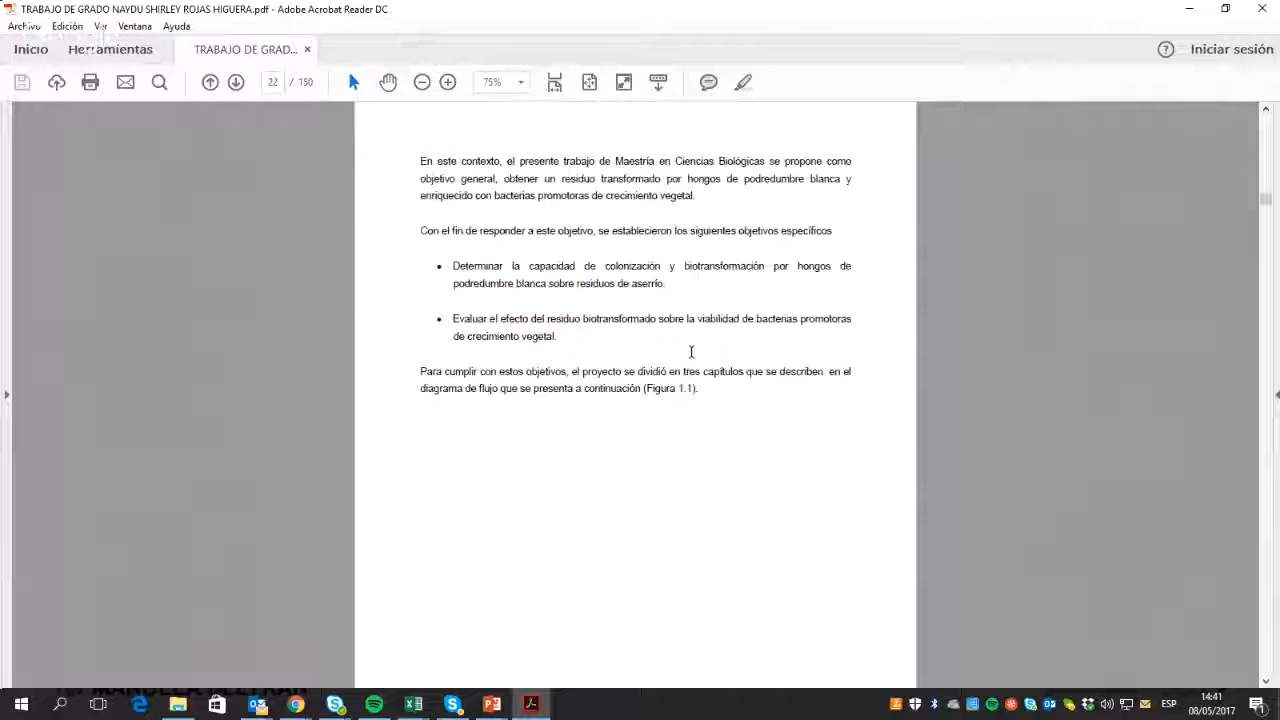 TRABAJO DE GRADO NAYDU SHIRLEY ROJAS HIGUERA.pdf - Adobe Acrobat Reader DC
Archivo Edición Ver Ventana Ayuda
Inicio Herramientas TRABAJO DE GRAD... × Iniciar sesión
22 / 150 75%
En este contexto, el presente trabajo de Maestría en Ciencias Biológicas se propone como
objetivo general, obtener un residuo transformado por hongos de podredumbre blanca y
enriquecido con bacterias promotoras de crecimiento vegetal.
Con el fin de responder a este objetivo, se establecieron los siguientes objetivos específicos
• Determinar la capacidad de colonización y biotransformación por hongos de
podredumbre blanca sobre residuos de aserrío.
• Evaluar el efecto del residuo biotransformado sobre la viabilidad de bacterias promotoras
de crecimiento vegetal.
Para cumplir con estos objetivos, el proyecto se dividió en tres capítulos que se describen en el
diagrama de flujo que se presenta a continuación (Figura 1.1).
14:41
ESP
08/05/2017